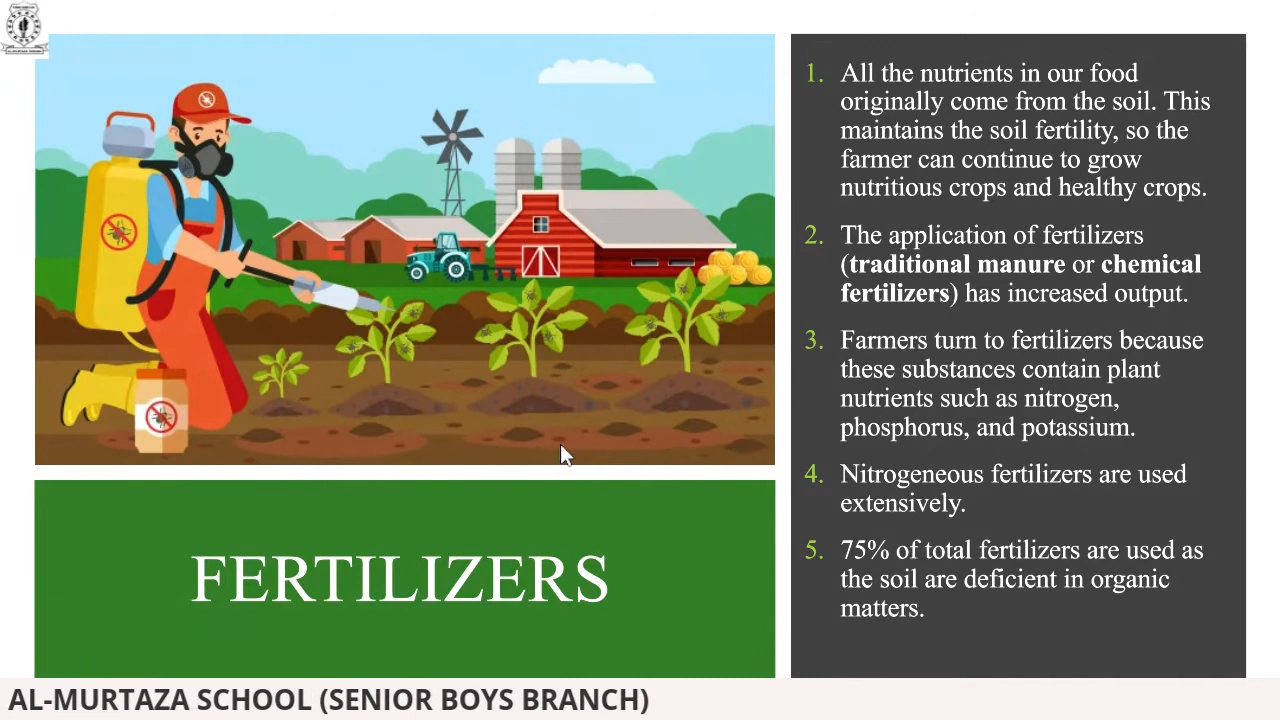 1. All the nutrients in our food
originally come from the soil. This
maintains the soil fertility, so the
farmer can continue to grow
nutritious crops and healthy crops.
2. The application of fertilizers
(traditional manure or chemical
fertilizers) has increased output.
3. Farmers turn to fertilizers because
these substances contain plant
nutrients such as nitrogen,
phosphorus, and potassium.
4. Nitrogeneous fertilizers are used
extensively.
5. 75% of total fertilizers are used as
the soil are deficient in organic
matters.
FERTILIZERS
AL-MURTAZA SCHOOL (SENIOR BOYS BRANCH)